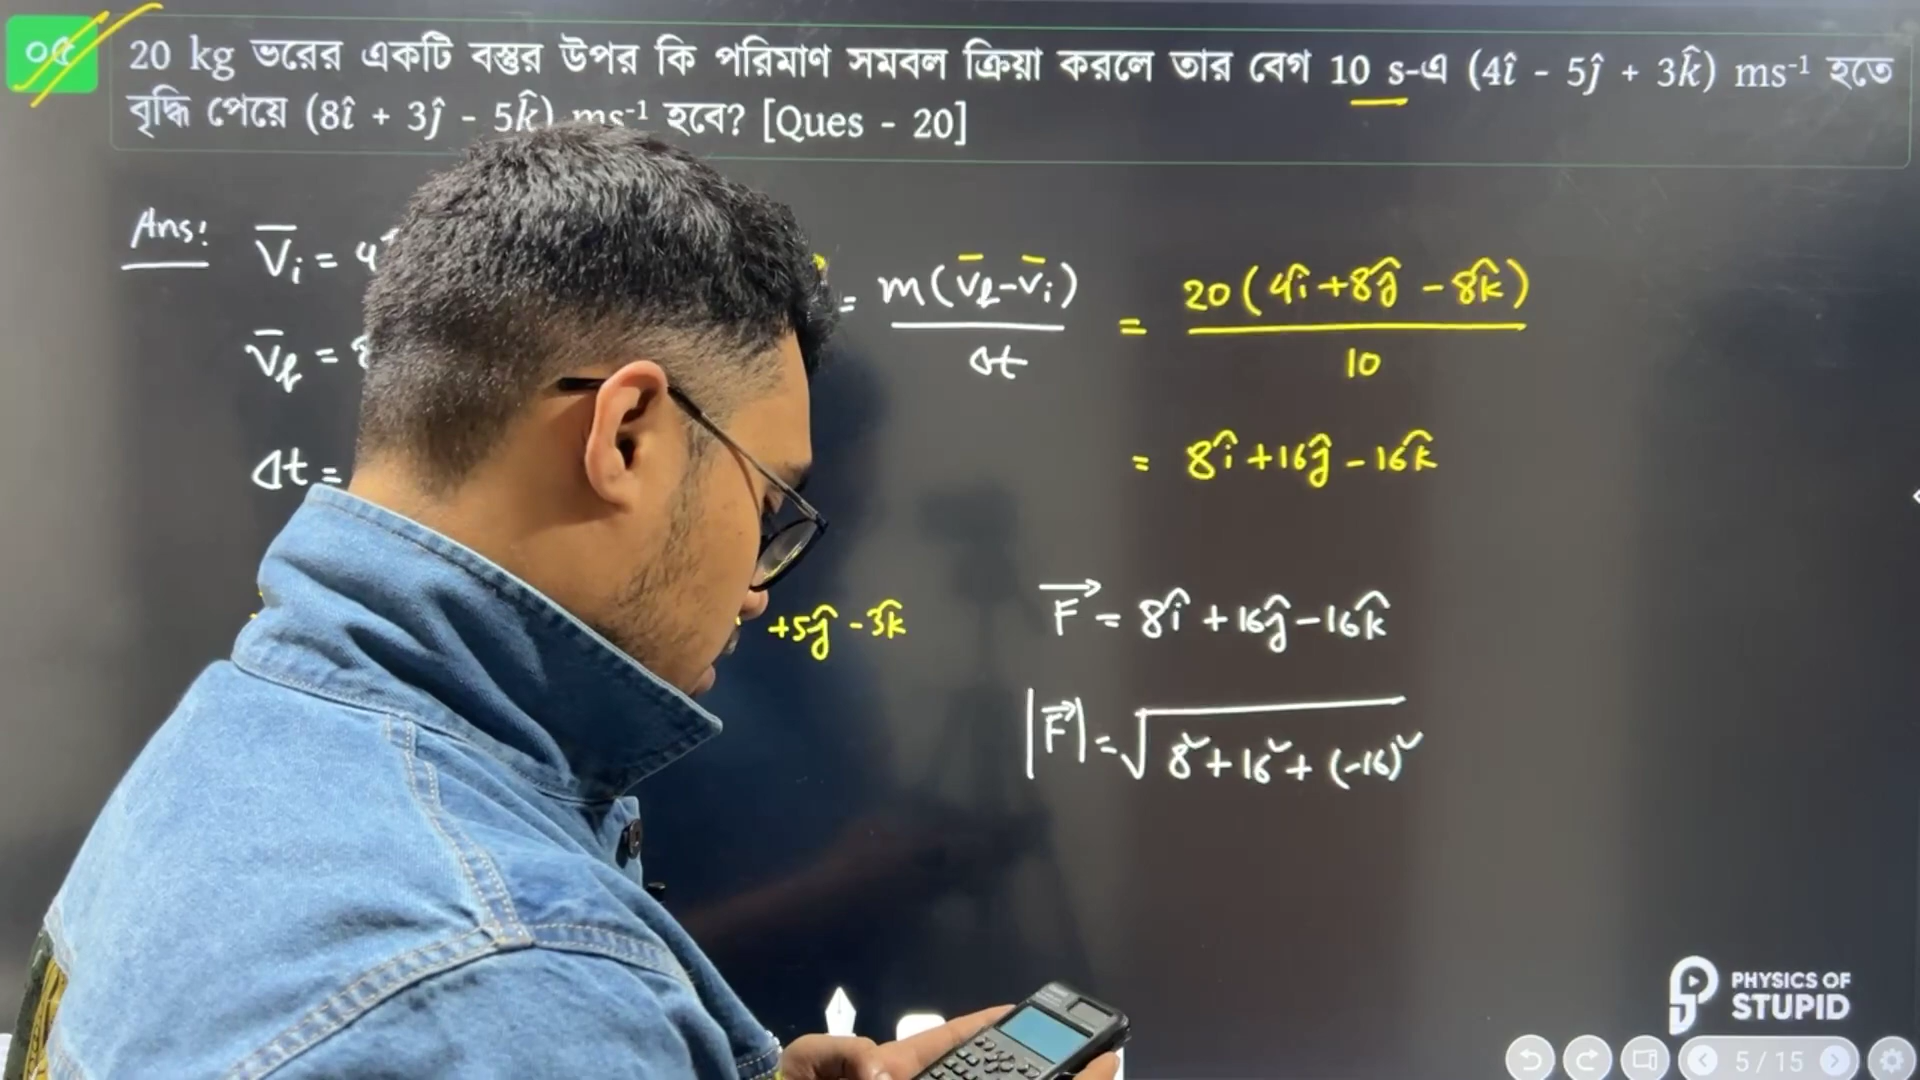 ০৫
20 kg ভরের একটি বস্তুর উপর কি পরিমাণ সমবল ক্রিয়া করলে তার বেগ 10 s-এ (4î - 5ĵ + 3k̂) ms⁻¹ হতে
বৃদ্ধি পেয়ে (8î + 3ĵ - 5k̂) ms⁻¹ হবে? [Ques - 20]
Ans:
V̄i = 4
= m(v̄f-v̄i) / Δt = 20(4î+8ĵ-8k̂) / 10
v̄f =
Δt =
= 8î+16ĵ-16k̂
+5ĵ-3k̂
F⃗ = 8î+16ĵ-16k̂
|F⃗| = √(8²+16²+(-16)²)
PHYSICS OF
STUPID
5 / 15